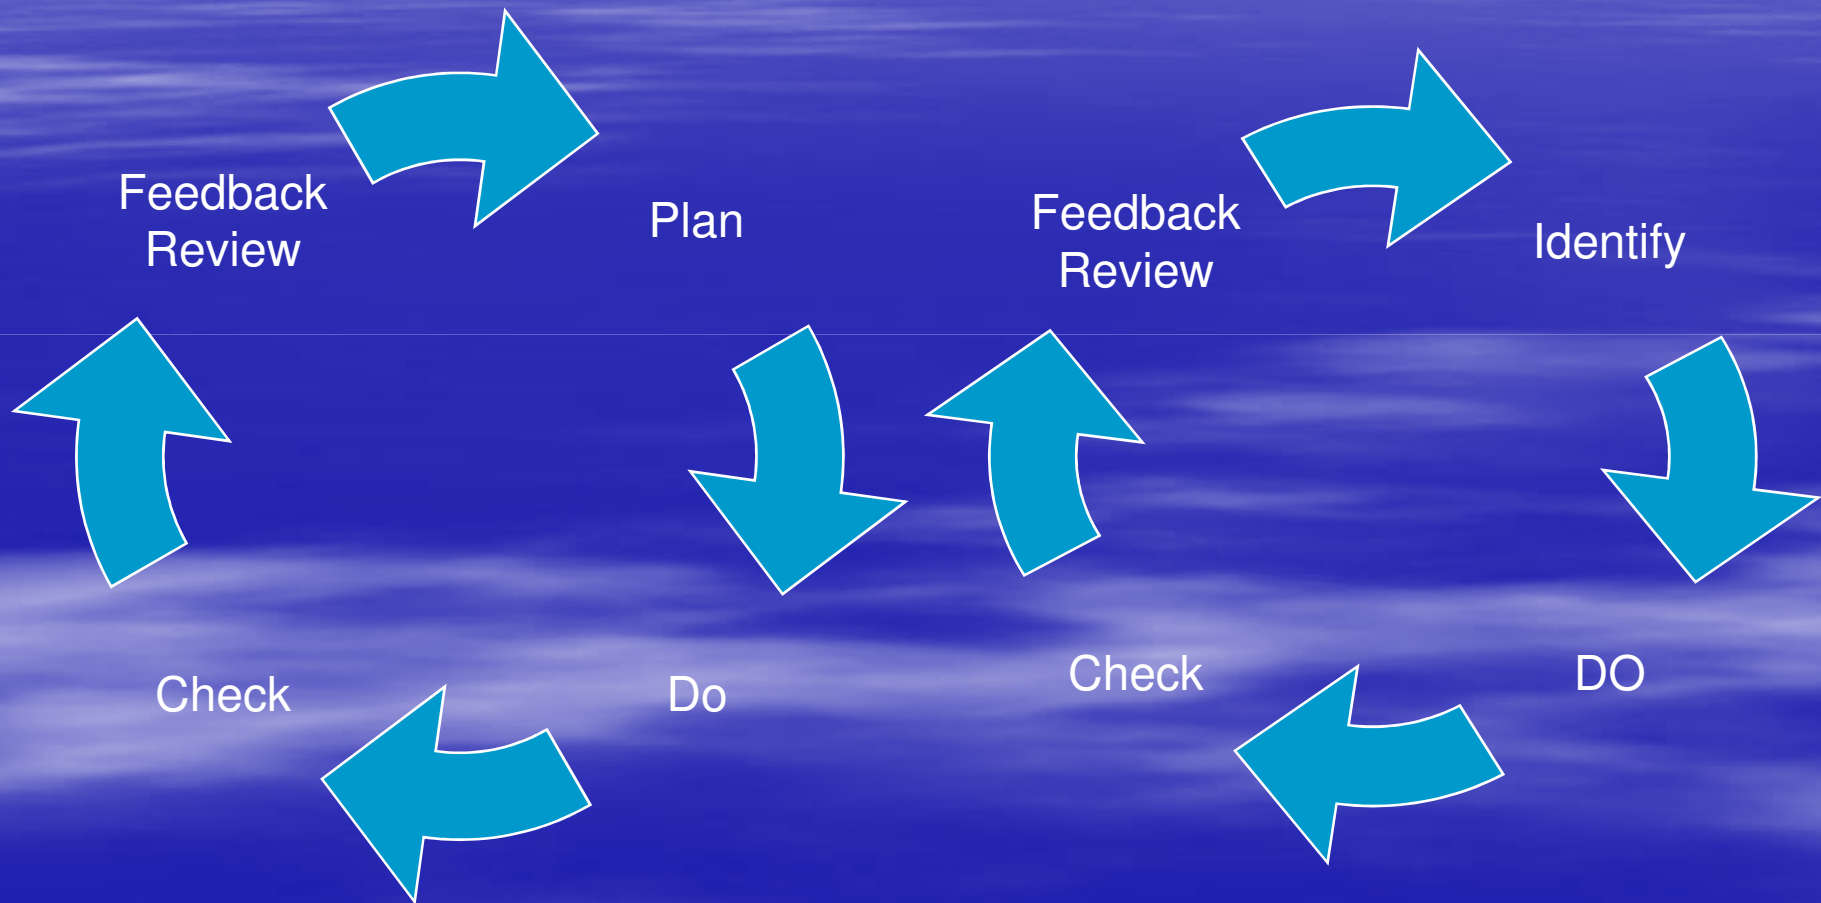 Feedback
Review
Plan
Check
Do
Feedback
Review
Identify
Check
DO